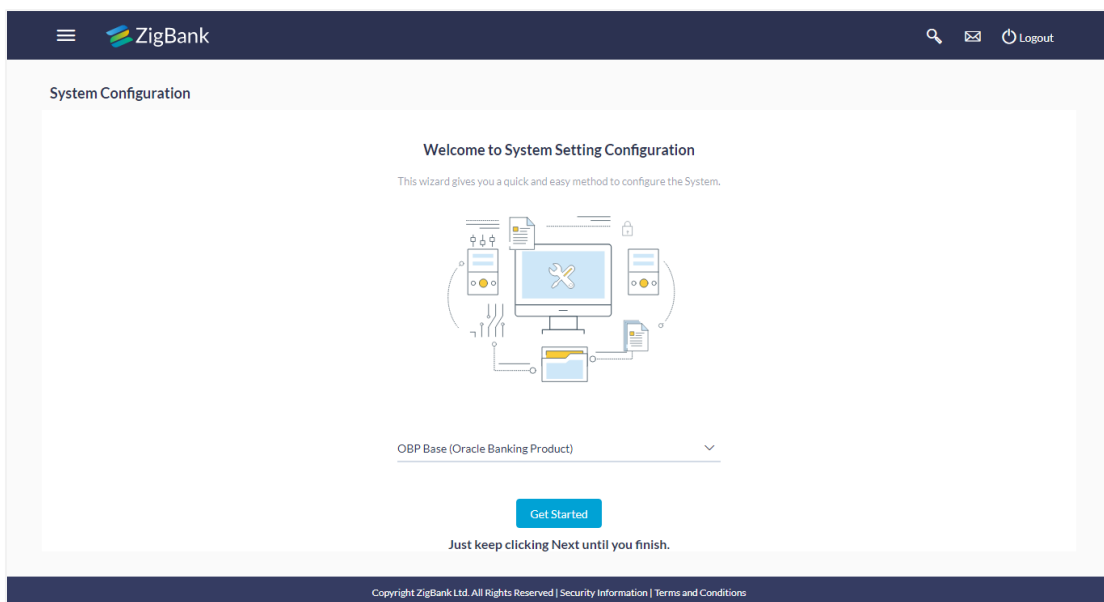 ZigBank
Logout
System Configuration
Welcome to System Setting Configuration
This wizard gives you a quick and easy method to configure the System.
OBP Base (Oracle Banking Product)
Get Started
Just keep clicking Next until you finish.
Copyright ZigBank Ltd. All Rights Reserved | Security Information | Terms and Conditions